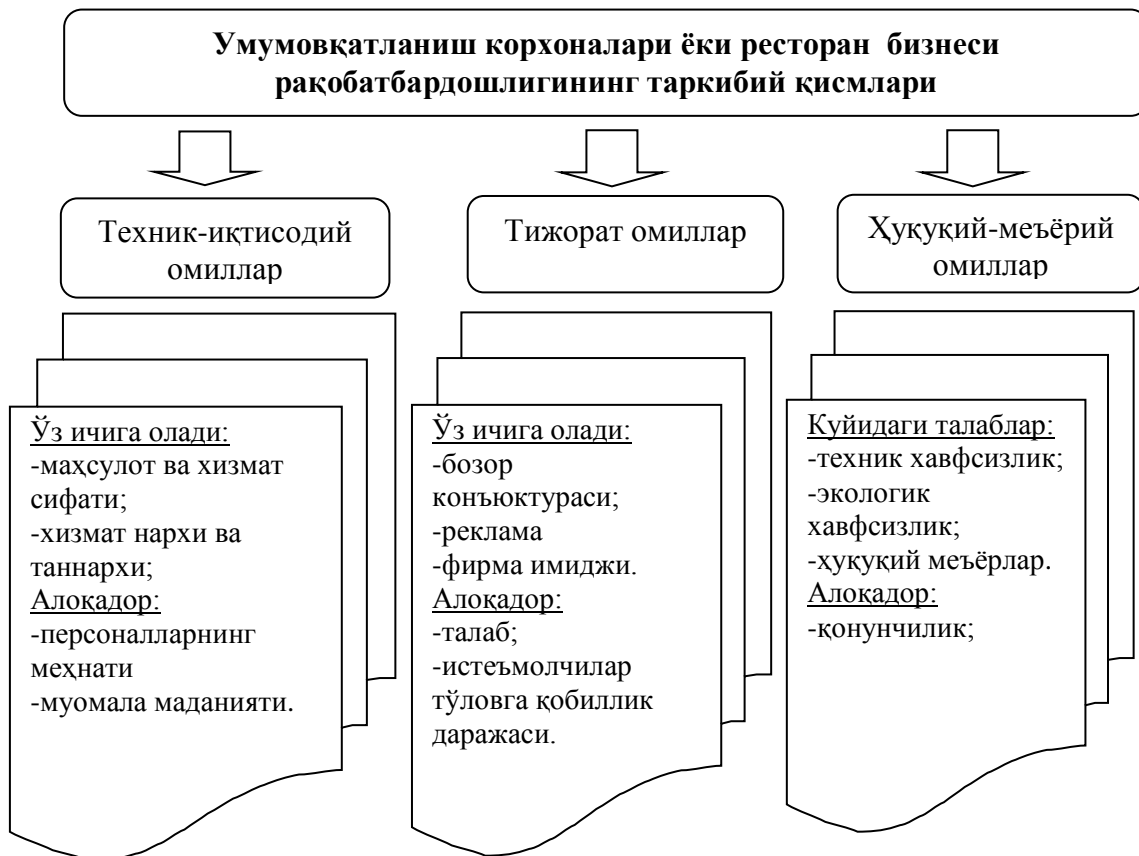 Умумовқатланиш корхоналари ёки ресторан бизнеси
рақобатбардошлигининг таркибий қисмлари
Техник-иқтисодий
омиллар
Ўз ичига олади:
-маҳсулот ва хизмат
сифати;
-хизмат нархи ва
таннархи;
Алоқадор:
-персоналларнинг
меҳнати
-муомала маданияти.
Тижорат омиллар
Ўз ичига олади:
-бозор
конъюктураси;
-реклама
-фирма имиджи.
Алоқадор:
-талаб;
-истеъмолчилар
тўловга қобиллик
даражаси.
Ҳуқуқий-меъёрий
омиллар
Куйидаги талаблар:
-техник хавфсизлик;
-экологик
хавфсизлик;
-ҳуқуқий меъёрлар.
Алоқадор:
-қонунчилик;